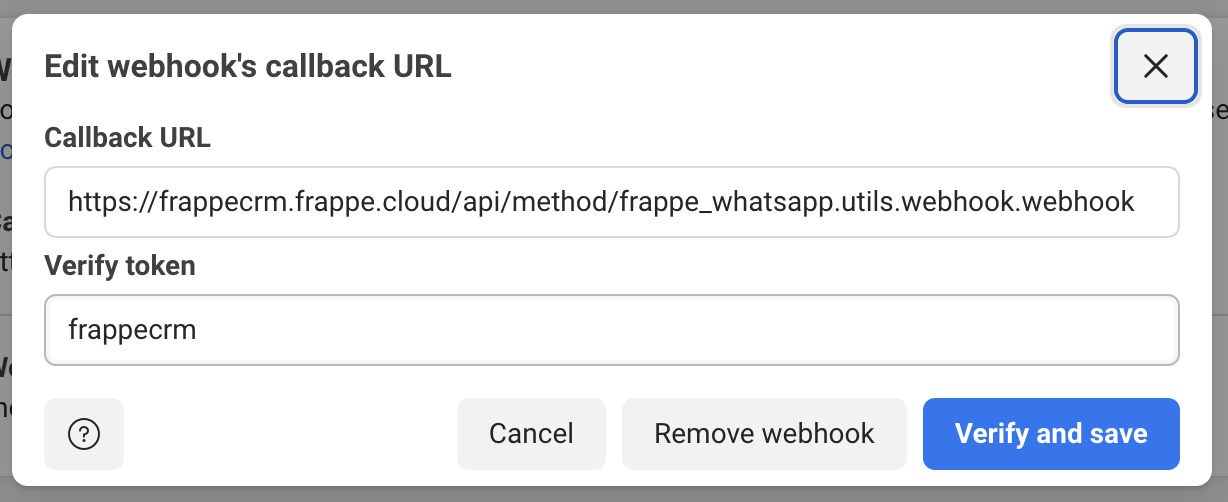 Edit webhook's callback URL
Callback URL
https://frappecrm.frappe.cloud/api/method/frappe_whatsapp.utils.webhook.webhook
Verify token
frappecrm
Cancel
Remove webhook
Verify and save